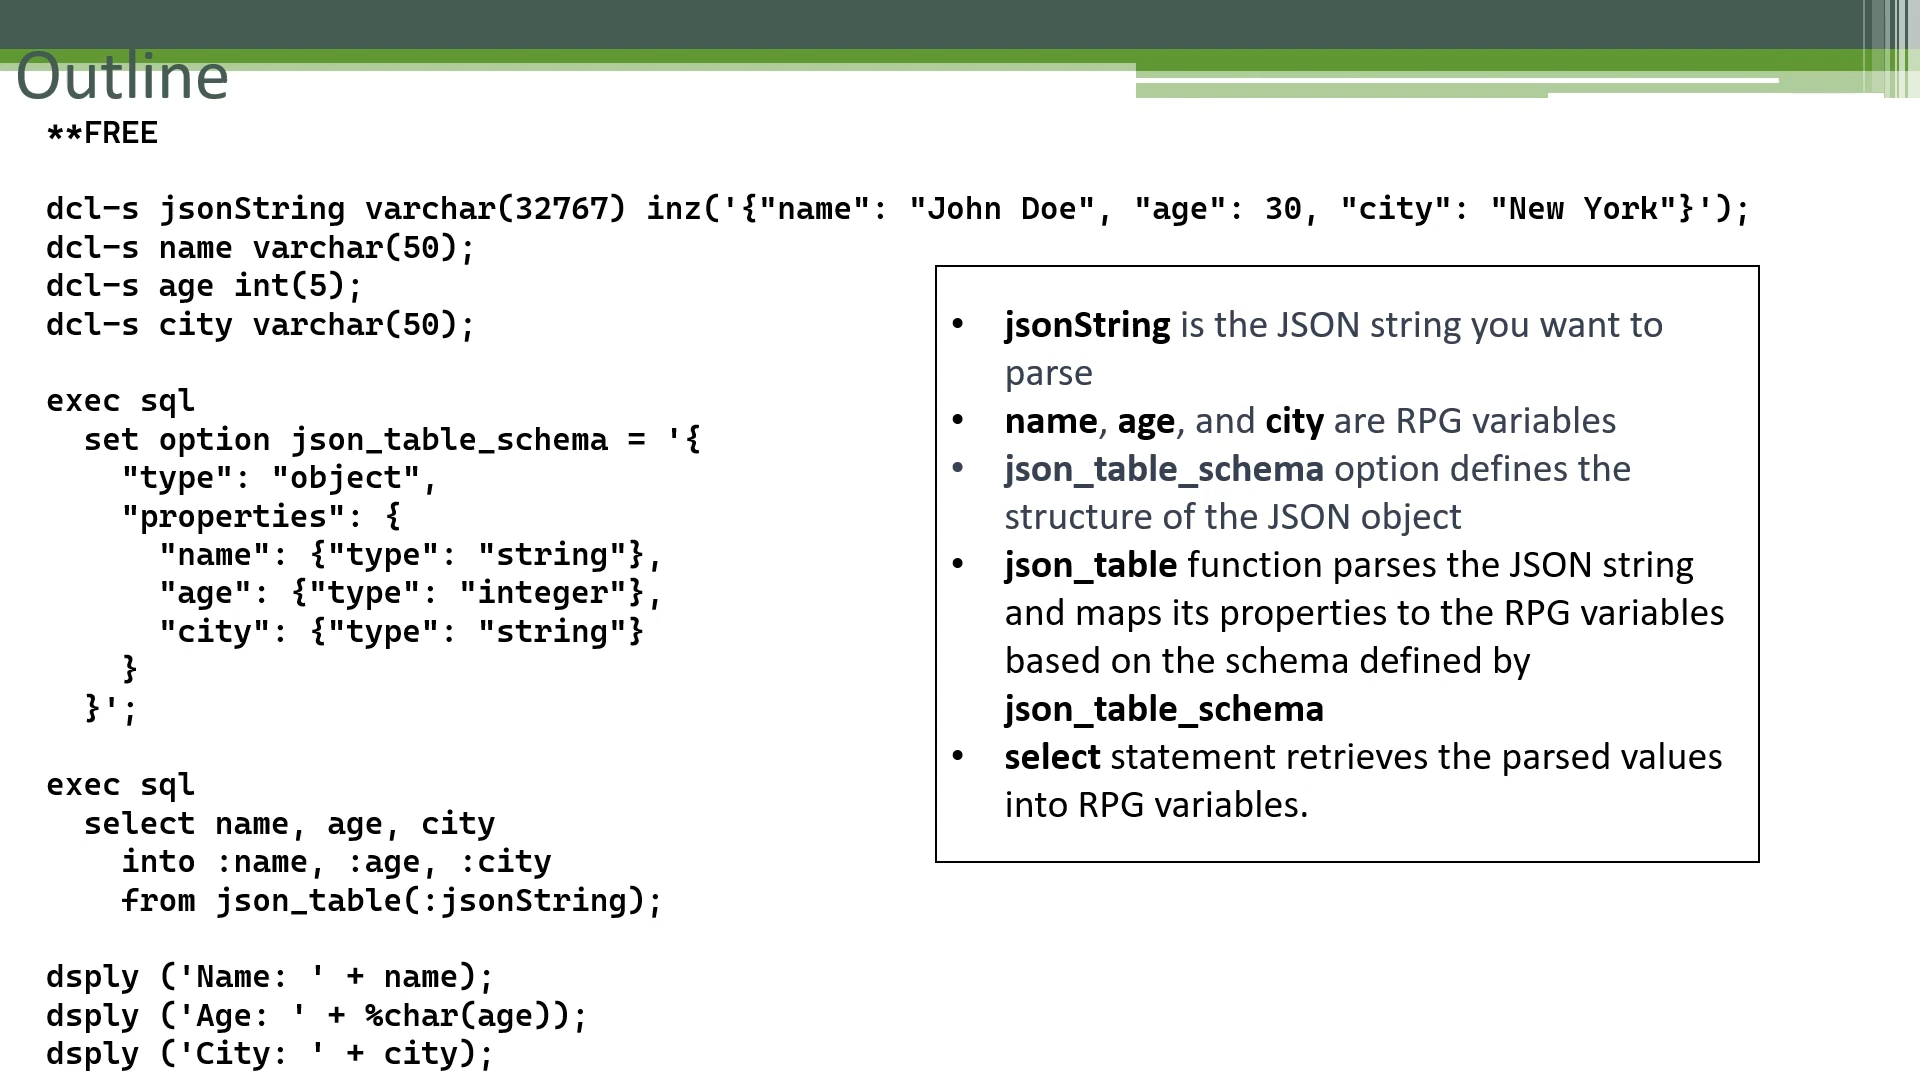 Outline
**FREE
dcl-s jsonString varchar(32767) inz('{"name": "John Doe", "age": 30, "city": "New York"}');
dcl-s name varchar(50);
dcl-s age int(5);
dcl-s city varchar(50);
exec sql
set option json_table_schema = '{
"type": "object",
"properties": {
"name": {"type": "string"},
"age": {"type": "integer"},
"city": {"type": "string"}
}
}';
exec sql
select name, age, city
into :name, :age, :city
from json_table(:jsonString);
dsply ('Name: ' + name);
dsply ('Age: ' + %char(age));
dsply ('City: ' + city);
• jsonString is the JSON string you want to
parse
• name, age, and city are RPG variables
• json_table_schema option defines the
structure of the JSON object
• json_table function parses the JSON string
and maps its properties to the RPG variables
based on the schema defined by
json_table_schema
• select statement retrieves the parsed values
into RPG variables.